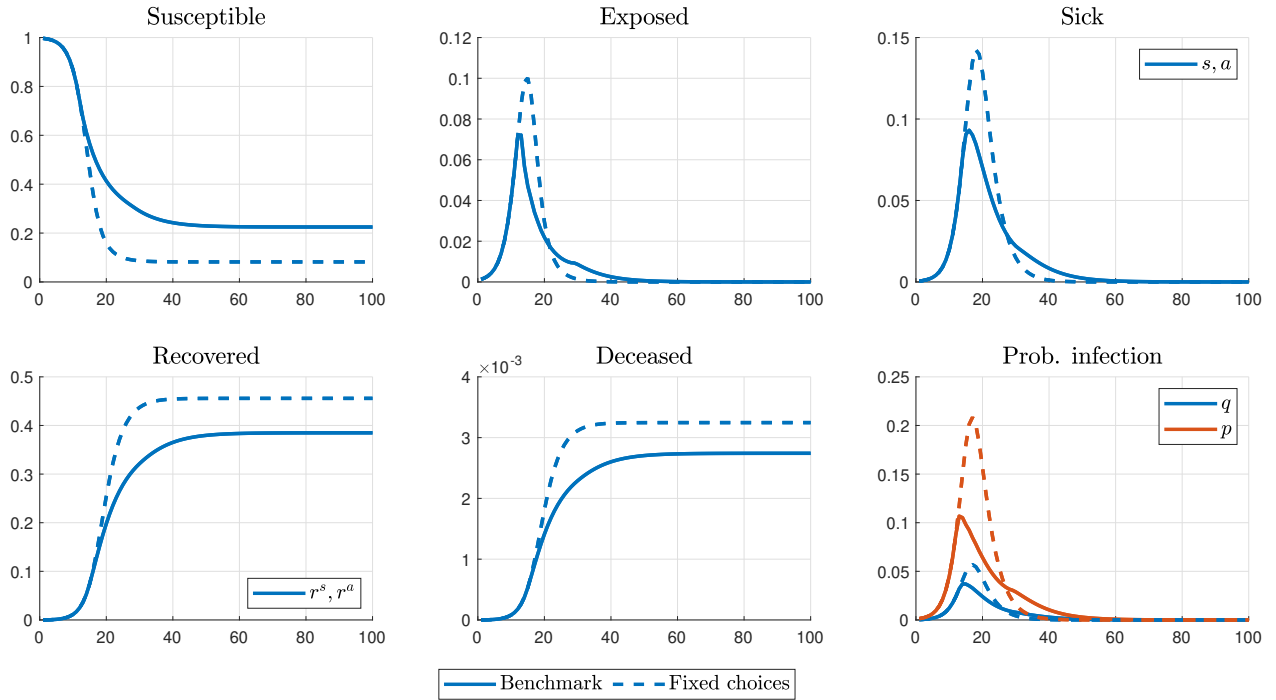 Susceptible
1
0.8
0.6
0.4
0.2
0
0 20 40 60 80 100
Exposed
0.12
0.1
0.08
0.06
0.04
0.02
0
0 20 40 60 80 100
Sick
0.15
0.1
0.05
0
0 20 40 60 80 100
s, a
Recovered
0.5
0.4
0.3
0.2
0.1
0
0 20 40 60 80 100
r^s, r^a
Deceased
×10^-3
4
3
2
1
0
0 20 40 60 80 100
Prob. infection
0.25
0.2
0.15
0.1
0.05
0
0 20 40 60 80 100
q
p
Benchmark Fixed choices